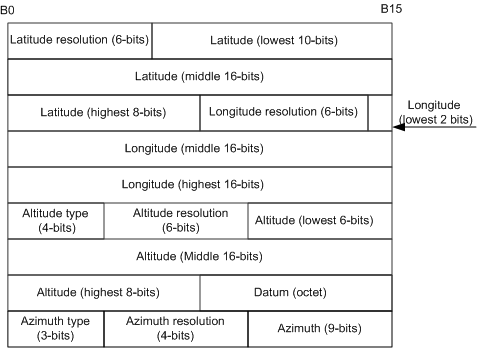 B0
B15
Latitude resolution (6-bits)
Latitude (lowest 10-bits)
Latitude (middle 16-bits)
Latitude (highest 8-bits)
Longitude resolution (6-bits)
Longitude
(lowest 2 bits)
Longitude (middle 16-bits)
Longitude (highest 16-bits)
Altitude type
(4-bits)
Altitude resolution
(6-bits)
Altitude (lowest 6-bits)
Altitude (Middle 16-bits)
Altitude (highest 8-bits)
Datum (octet)
Azimuth type
(3-bits)
Azimuth resolution
(4-bits)
Azimuth (9-bits)